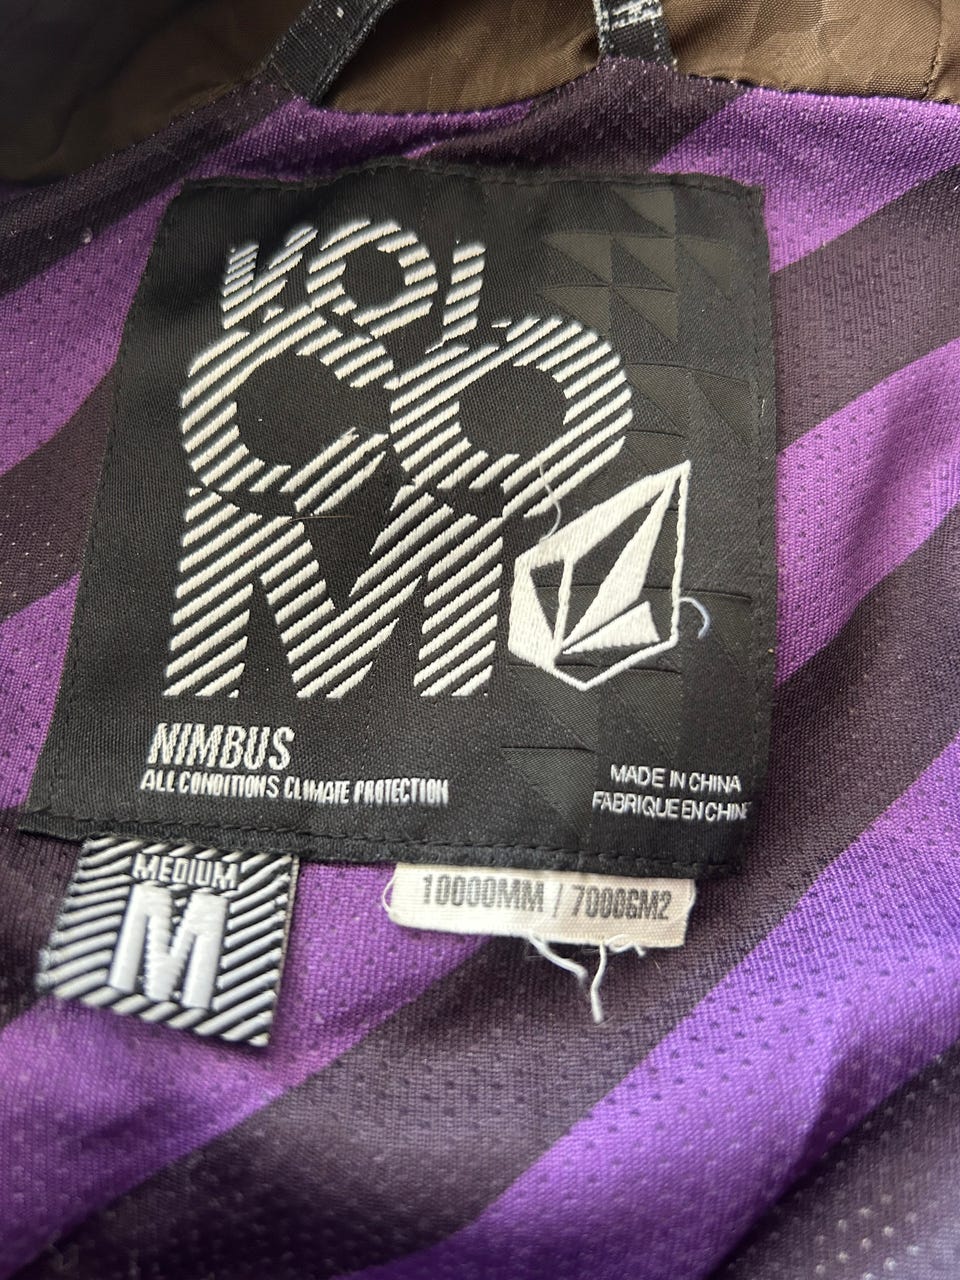 VOL
CO
M
NIMBUS
ALL CONDITIONS CLIMATE PROTECTION
MADE IN CHINA
FABRIQUE EN CHINE
MEDIUM
M
10000MM / 7000GM2